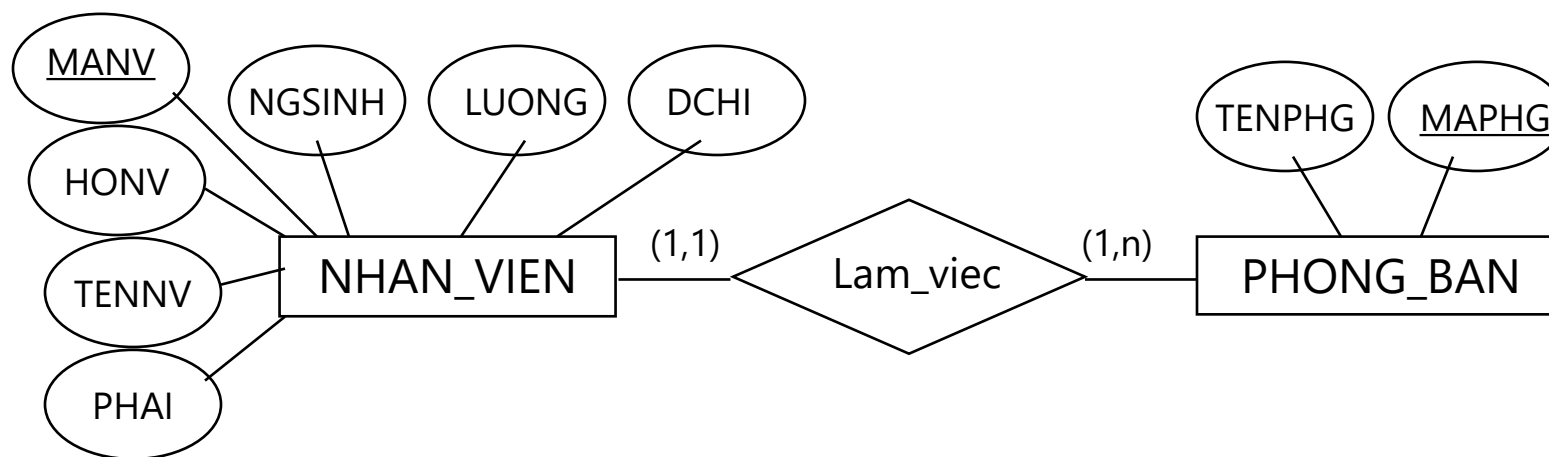 MANV
NGSINH
LUONG
DCHI
TENPHG
MAPHG
HONV
TENNV
PHAI
NHAN_VIEN
(1,1)
Lam_viec
(1,n)
PHONG_BAN